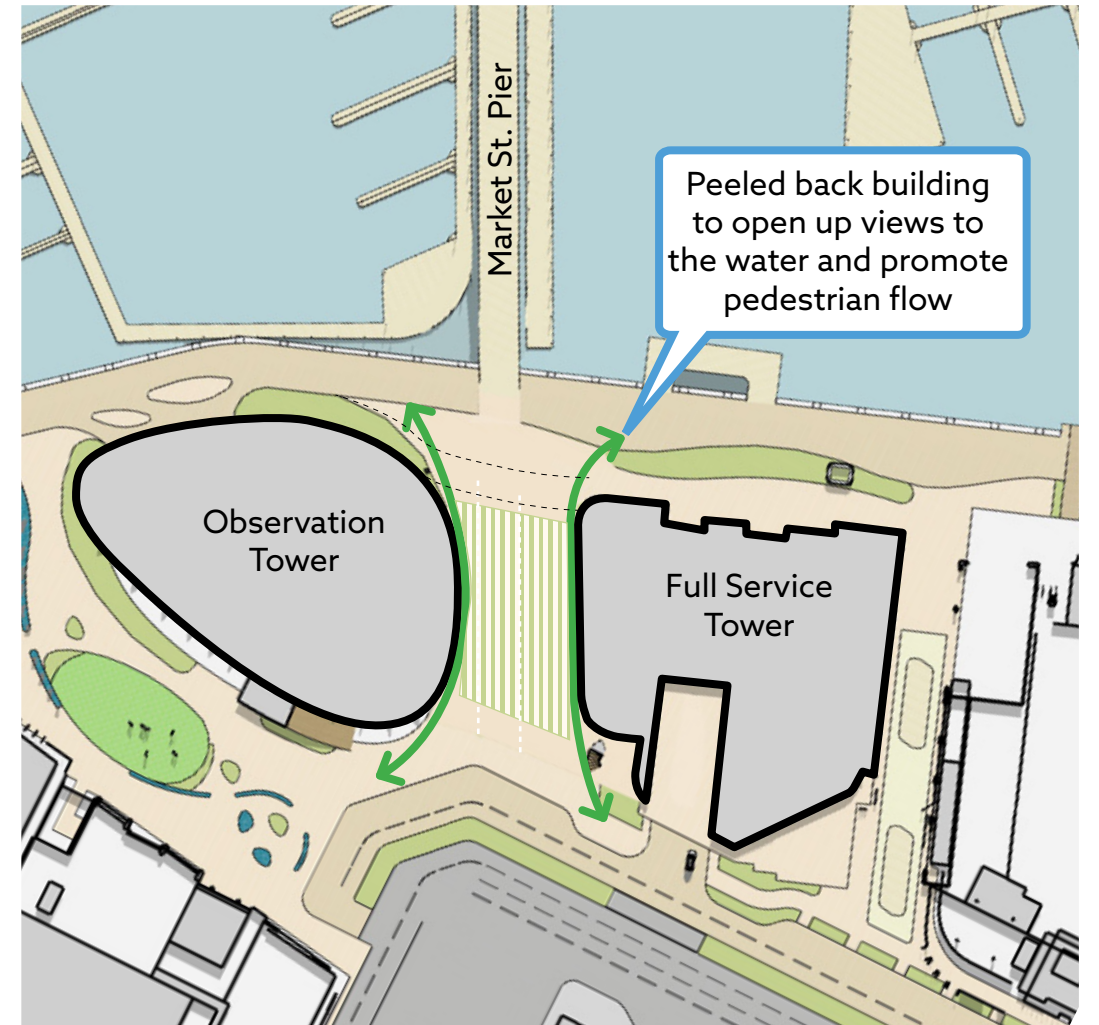 Market St. Pier
Peeled back building
to open up views to
the water and promote
pedestrian flow
Observation
Tower
Full Service
Tower